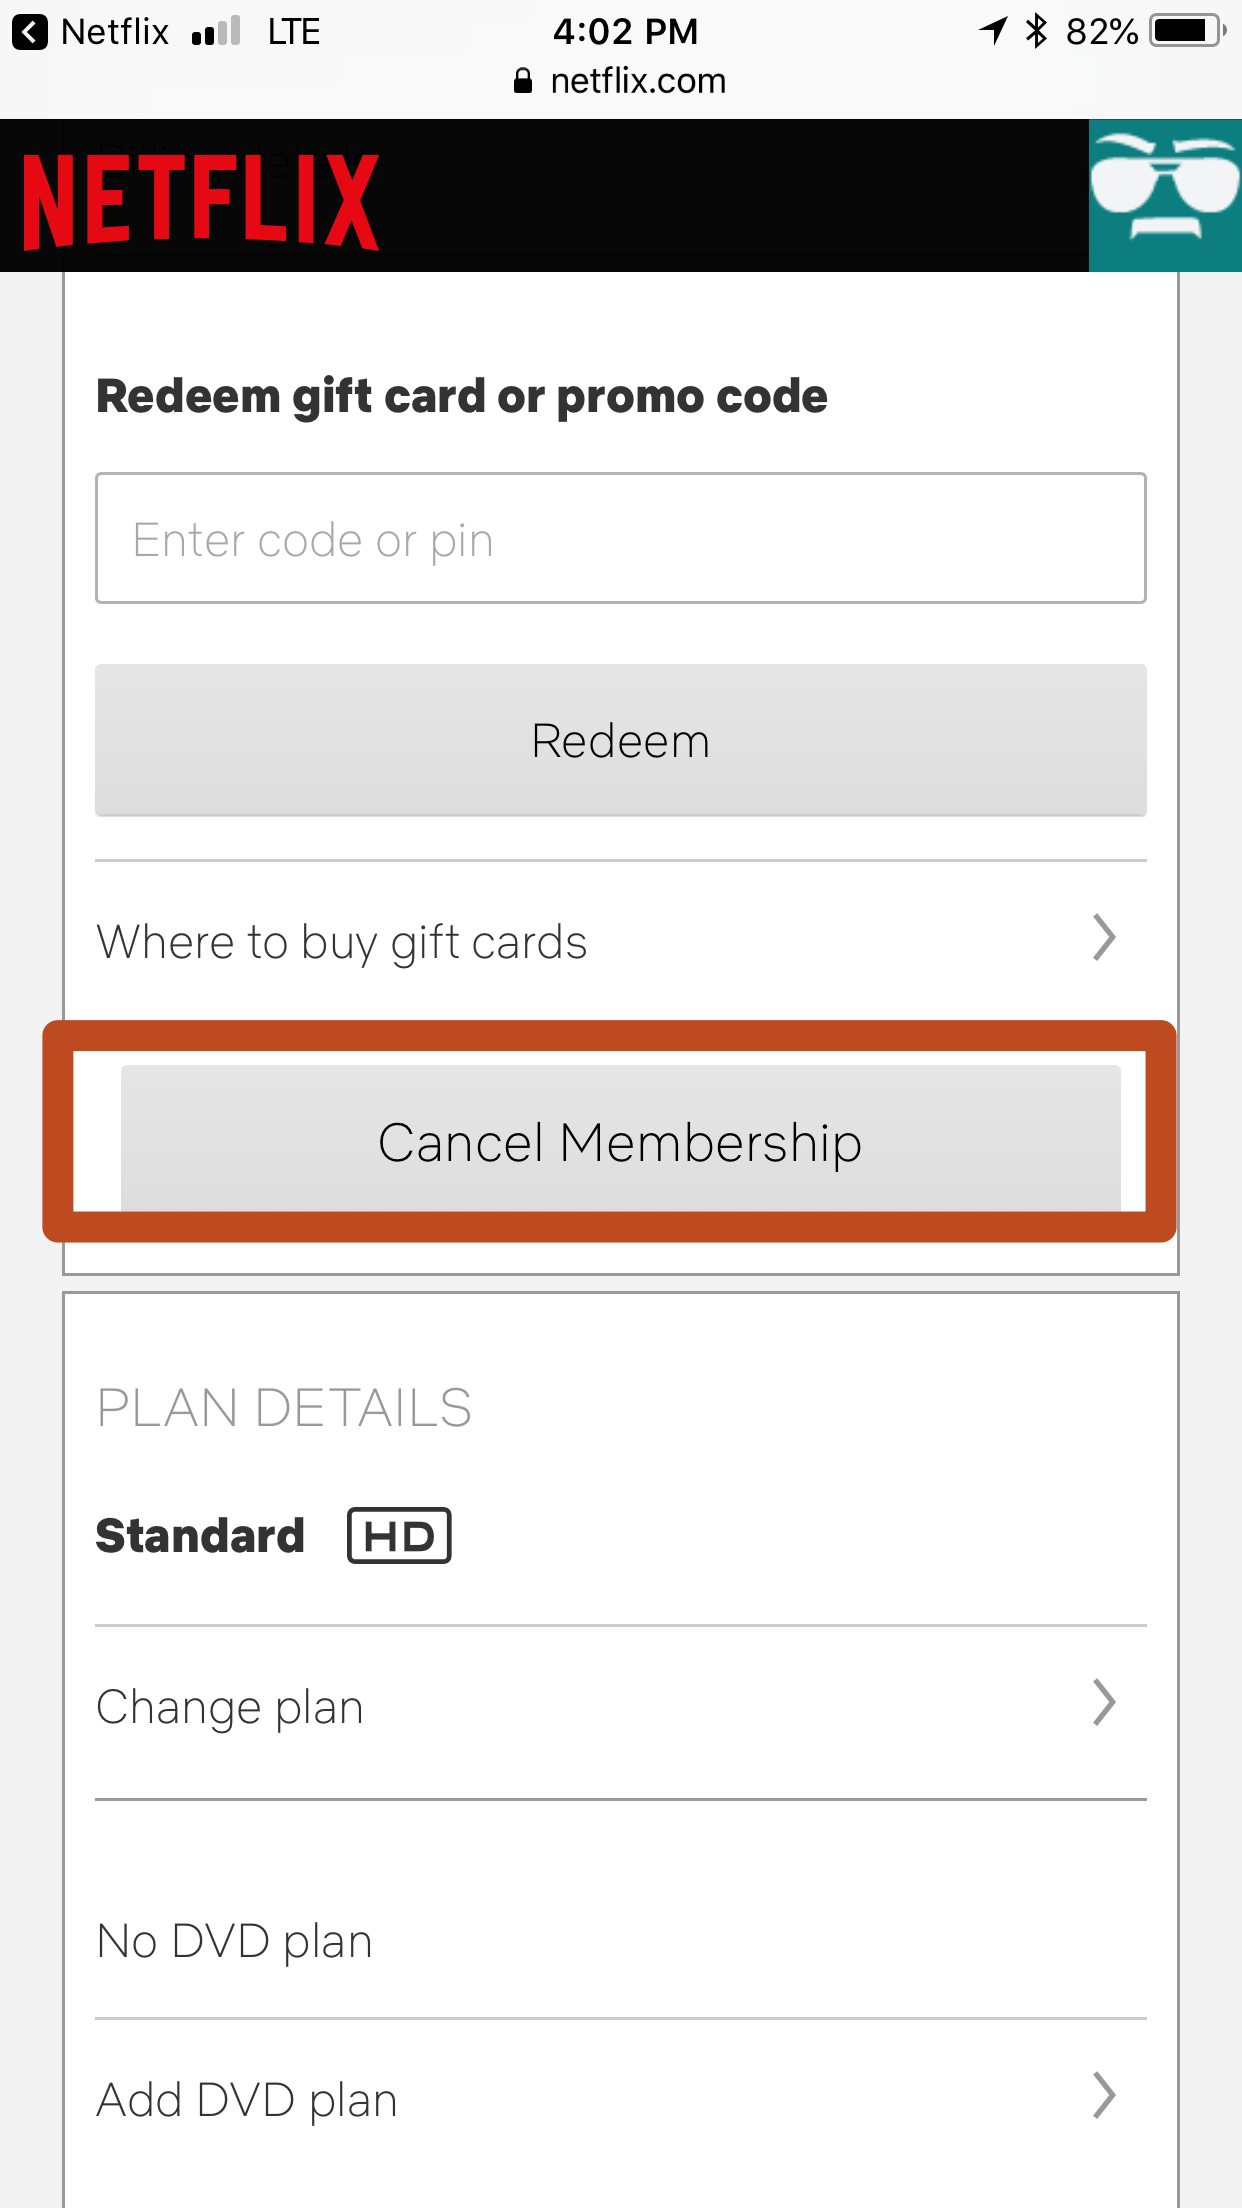 Netflix LTE 4:02 PM 82%
netflix.com
NETFLIX
Redeem gift card or promo code
Enter code or pin
Redeem
Where to buy gift cards
Cancel Membership
PLAN DETAILS
Standard HD
Change plan
No DVD plan
Add DVD plan